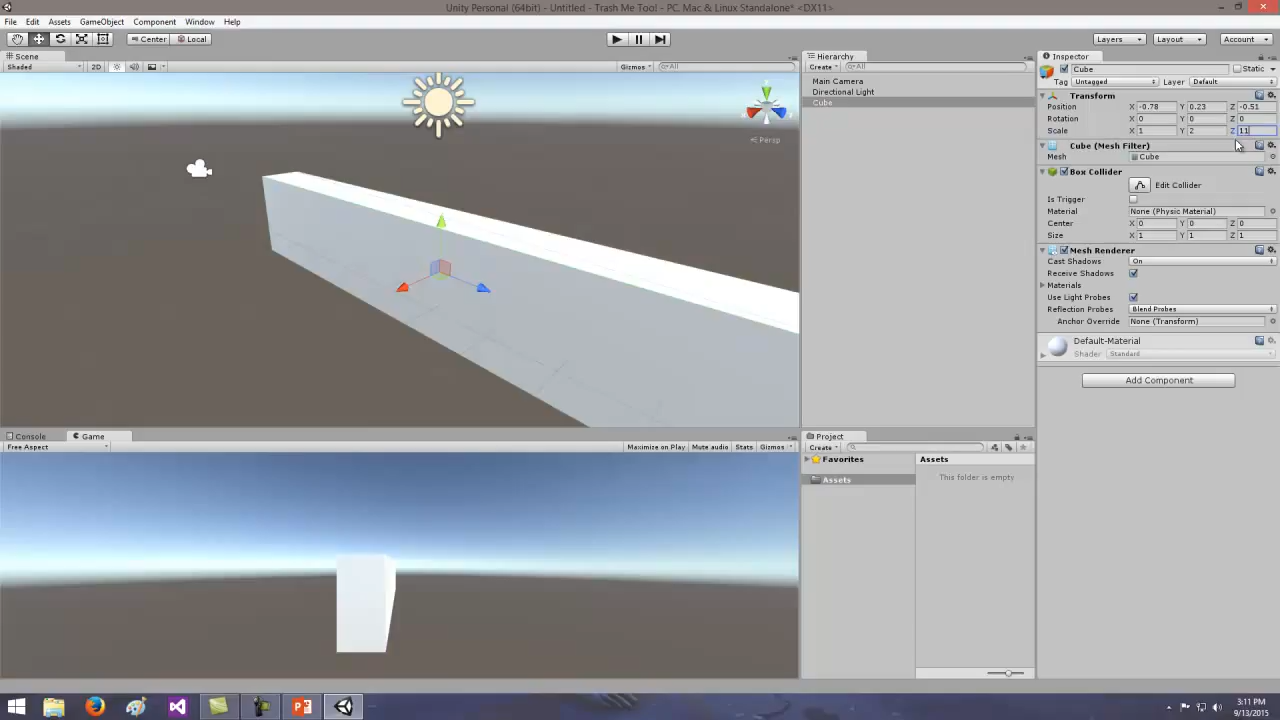 Unity Personal (64bit) - Untitled - Trash Me Tool - PC, Mac & Linux Standalone* <DX11>
File Edit Assets GameObject Component Window Help
Center Local Layers Layout Account
Scene
Shaded 2D Gizmos All
Persp
Hierarchy
Create All
Main Camera
Directional Light
Cube
Inspector
Cube Static
Tag Untagged Layer Default
Transform
Position X -0.78 Y 0.23 Z -0.51
Rotation X 0 Y 0 Z 0
Scale X 1 Y 2 Z 11
Cube (Mesh Filter)
Mesh Cube
Box Collider
Edit Collider
Is Trigger
Material None (Physic Material)
Center X 0 Y 0 Z 0
Size X 1 Y 1 Z 1
Mesh Renderer
Cast Shadows On
Receive Shadows
Materials
Use Light Probes
Reflection Probes Blend Probes
Anchor Override None (Transform)
Default-Material
Shader Standard
Add Component
Console Game
Free Aspect Maximize on Play Mute audio Stats Gizmos
Project
Create
Favorites
Assets
Assets
This folder is empty
3:11 PM
9/13/2015